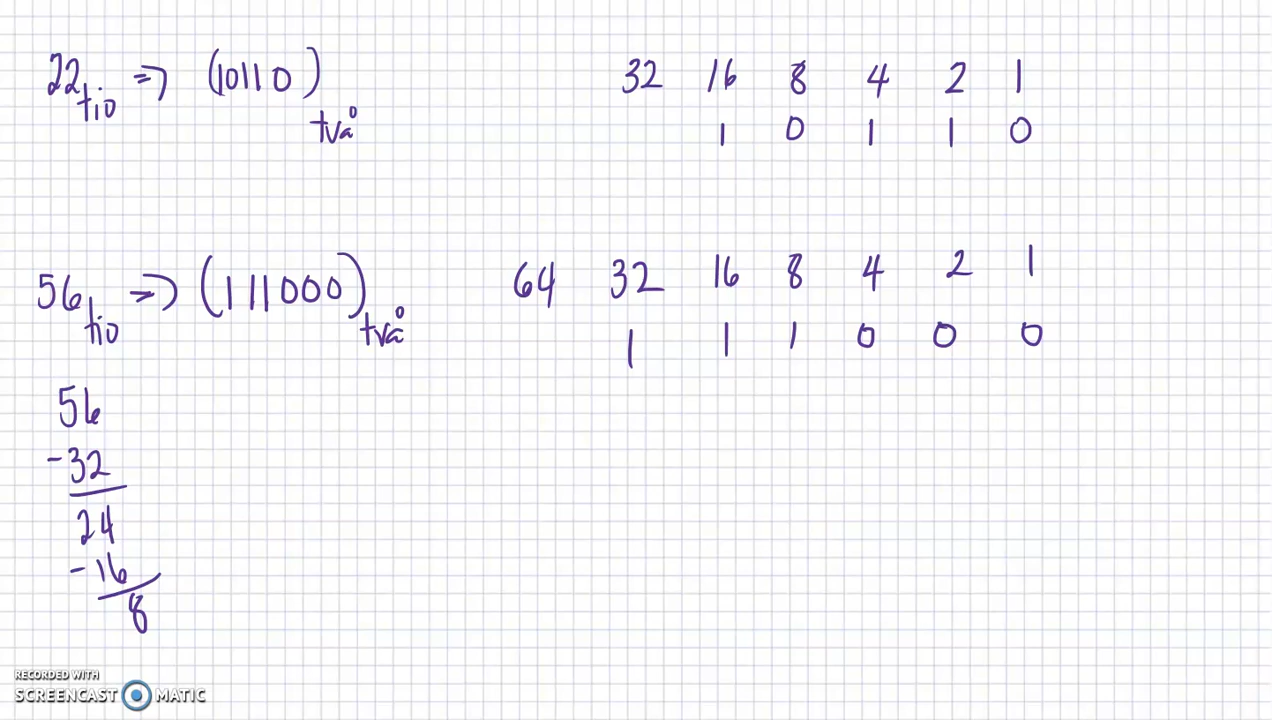 22tio => (10110)två
32 16 8 4 2 1
1 0 1 1 0
56tio => (111000)två
64 32 16 8 4 2 1
1 1 1 0 0 0
56
-32
24
-16
8
RECORDED WITH
SCREENCAST MATIC